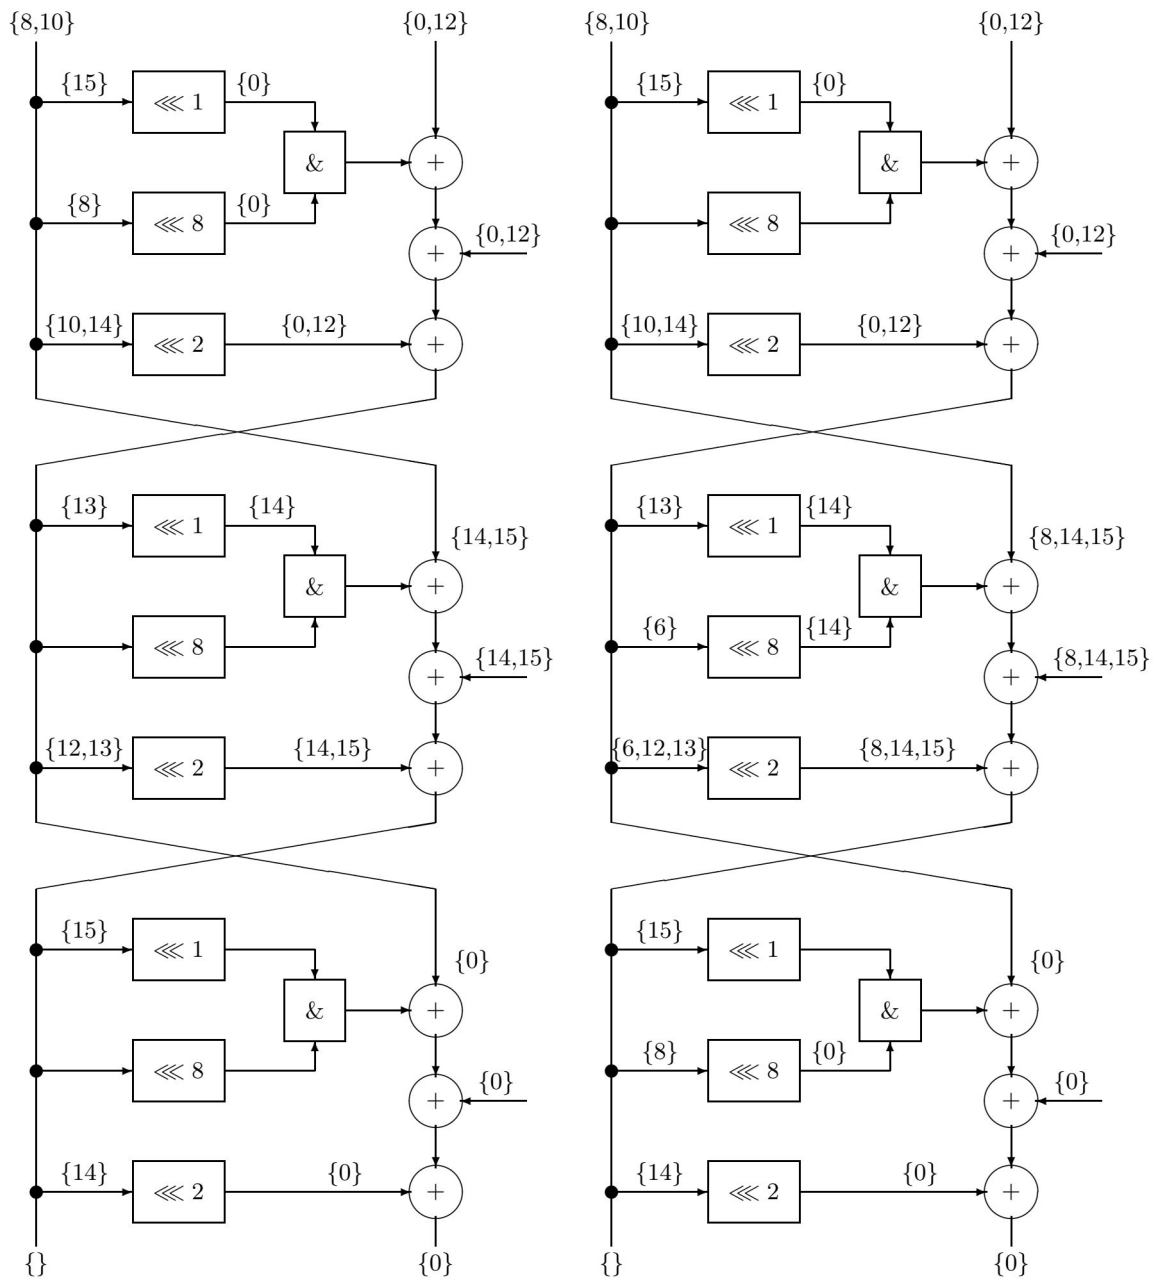 {8,10} {0,12} {8,10} {0,12}
{15} ⋘ 1 {0} {15} ⋘ 1 {0}
& + & +
{8} ⋘ 8 {0} ⋘ 8
+ {0,12} + {0,12}
{10,14} ⋘ 2 {0,12} + {10,14} ⋘ 2 {0,12} +
{13} ⋘ 1 {14} {13} ⋘ 1 {14}
{14,15} {8,14,15}
& + & +
⋘ 8 {6} ⋘ 8 {14}
+ {14,15} + {8,14,15}
{12,13} ⋘ 2 {14,15} + {6,12,13} ⋘ 2 {8,14,15} +
{15} ⋘ 1 {15} ⋘ 1
{0} {0}
& + & +
⋘ 8 {8} ⋘ 8 {0}
+ {0} + {0}
{14} ⋘ 2 {0} + {14} ⋘ 2 {0} +
{} {0} {} {0}